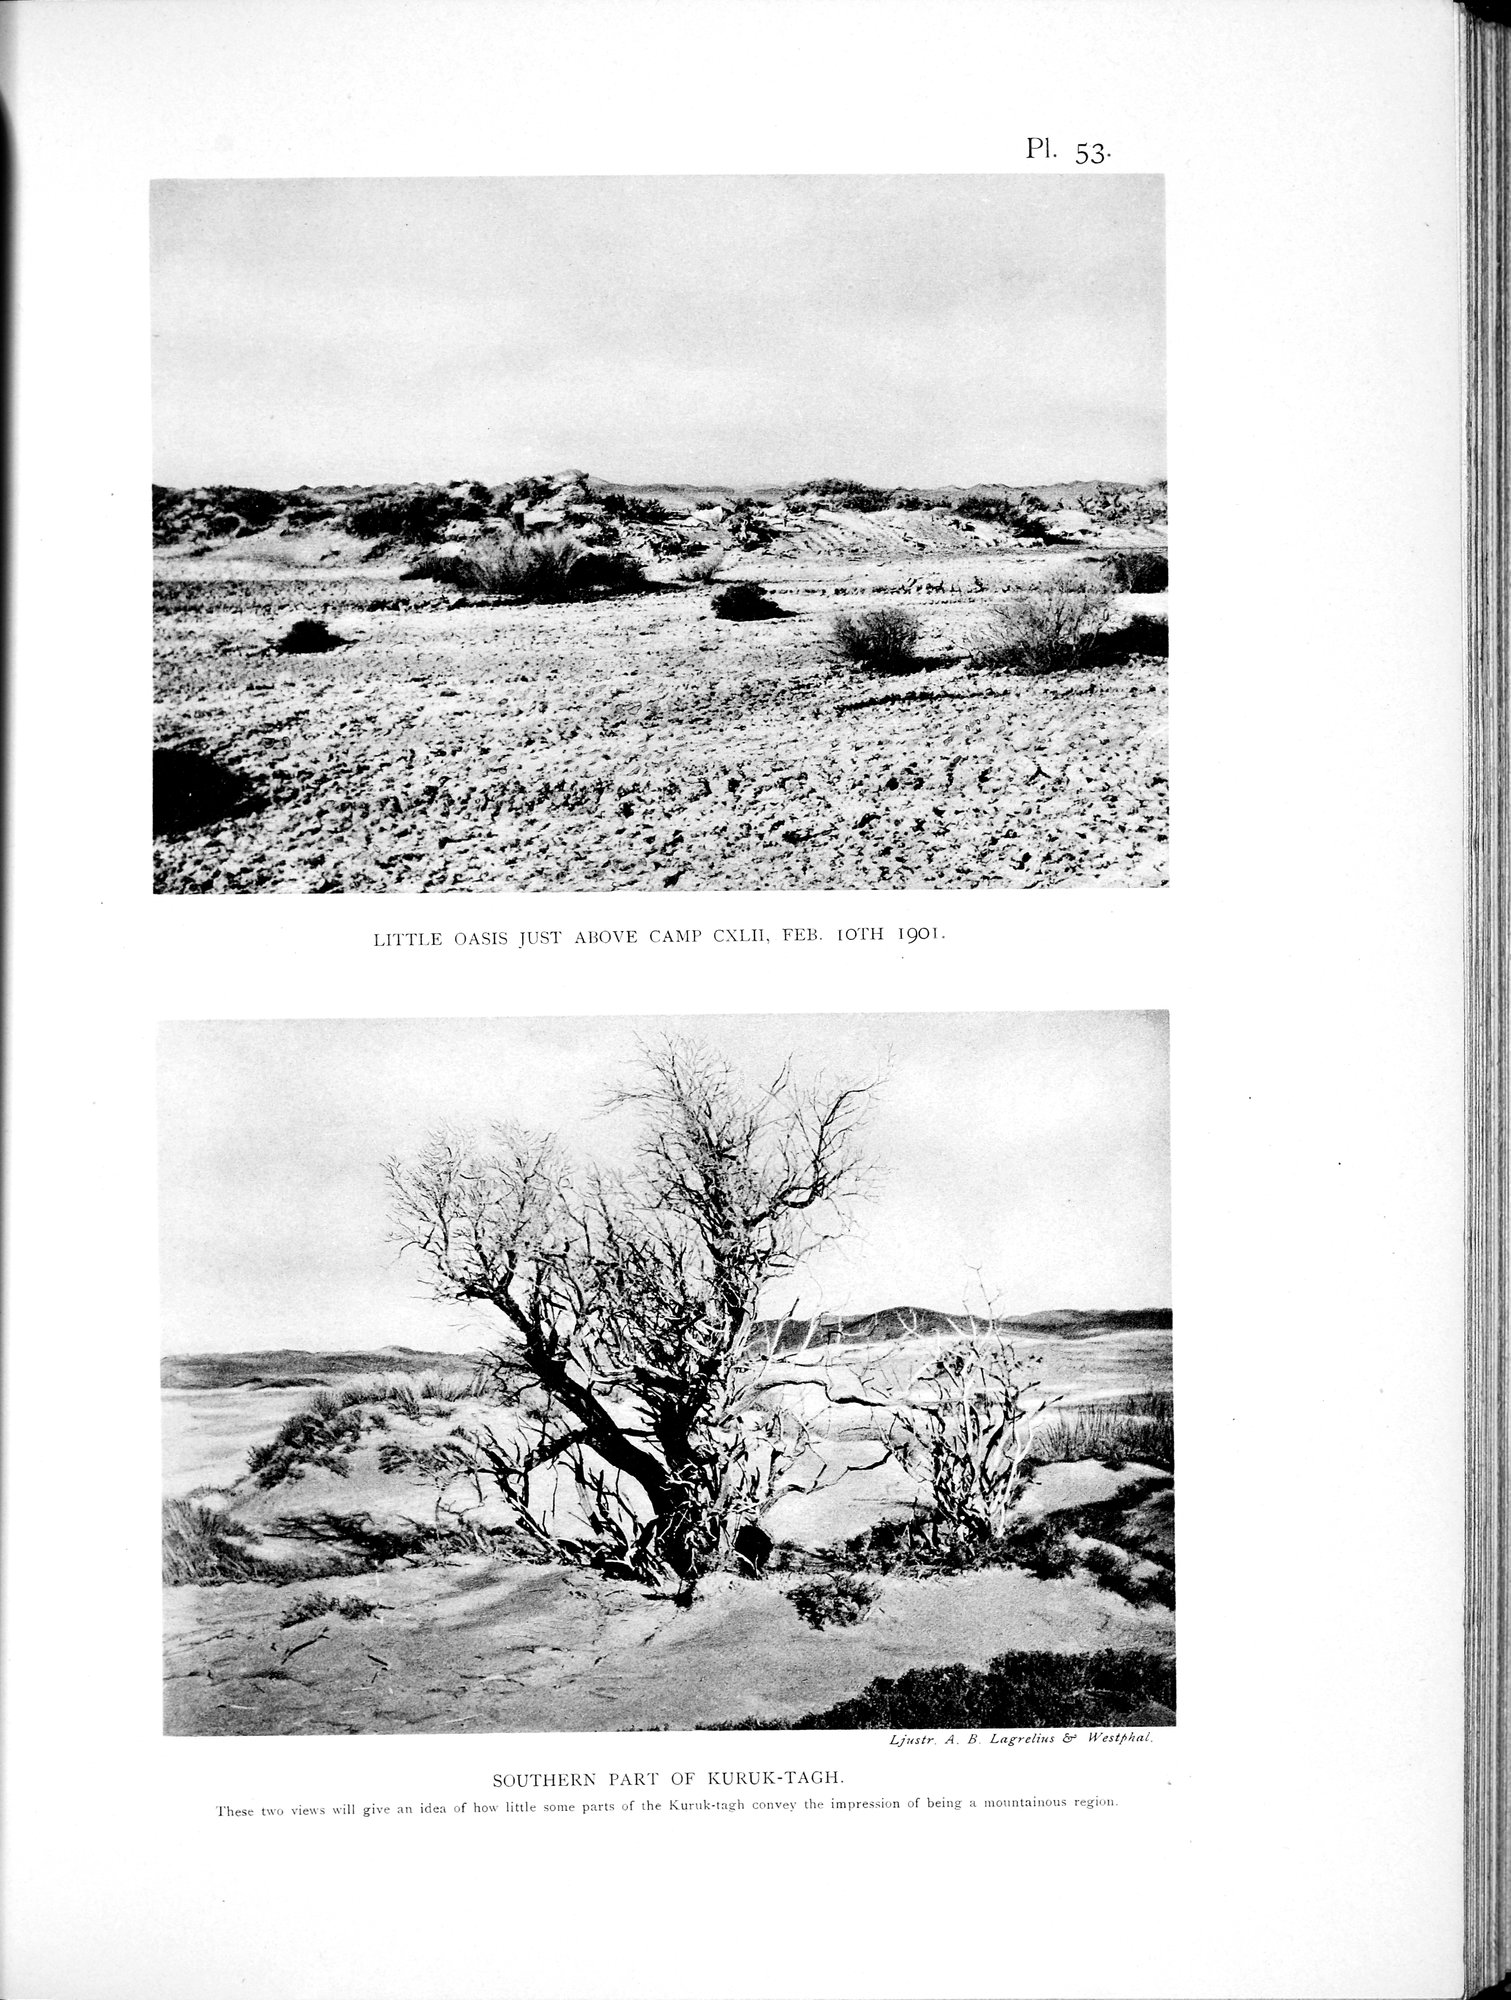 Pl. 53.
LITTLE OASIS JUST ABOVE CAMP CXLII, FEB. 10TH 1901.
Ljustr. A. B. Lagrelius & Westphal.
SOUTHERN PART OF KURUK-TAGH.
These two views will give an idea of how little some parts of the Kuruk-tagh convey the impression of being a mountainous region.